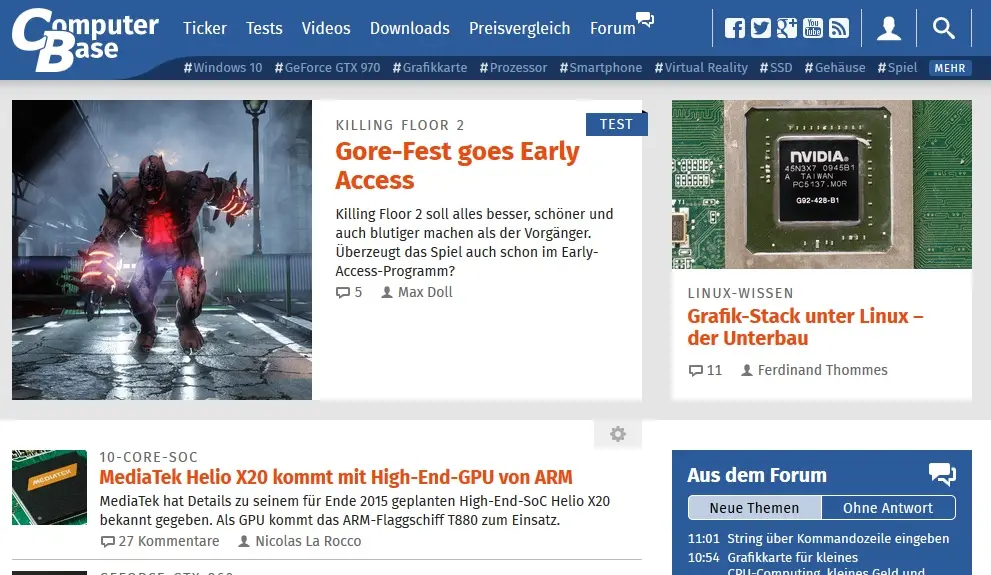 ComputerBase
Ticker Tests Videos Downloads Preisvergleich Forum
You Tube
#Windows 10 #GeForce GTX 970 #Grafikkarte #Prozessor #Smartphone #Virtual Reality #SSD #Gehäuse #Spiel MEHR
KILLING FLOOR 2
TEST
Gore-Fest goes Early
Access
Killing Floor 2 soll alles besser, schöner und
auch blutiger machen als der Vorgänger.
Überzeugt das Spiel auch schon im Early-
Access-Programm?
5 Max Doll
NVIDIA.
45N3X7 0945B1
A TAIWAN
PC5137.M0R
G92-428-B1
LINUX-WISSEN
Grafik-Stack unter Linux –
der Unterbau
11 Ferdinand Thommes
MEDIATEK
10-CORE-SOC
MediaTek Helio X20 kommt mit High-End-GPU von ARM
MediaTek hat Details zu seinem für Ende 2015 geplanten High-End-SoC Helio X20
bekannt gegeben. Als GPU kommt das ARM-Flaggschiff T880 zum Einsatz.
27 Kommentare Nicolas La Rocco
Aus dem Forum
Neue Themen Ohne Antwort
11:01 String über Kommandozeile eingeben
10:54 Grafikkarte für kleines
CPU-Computing, kleines Geld und